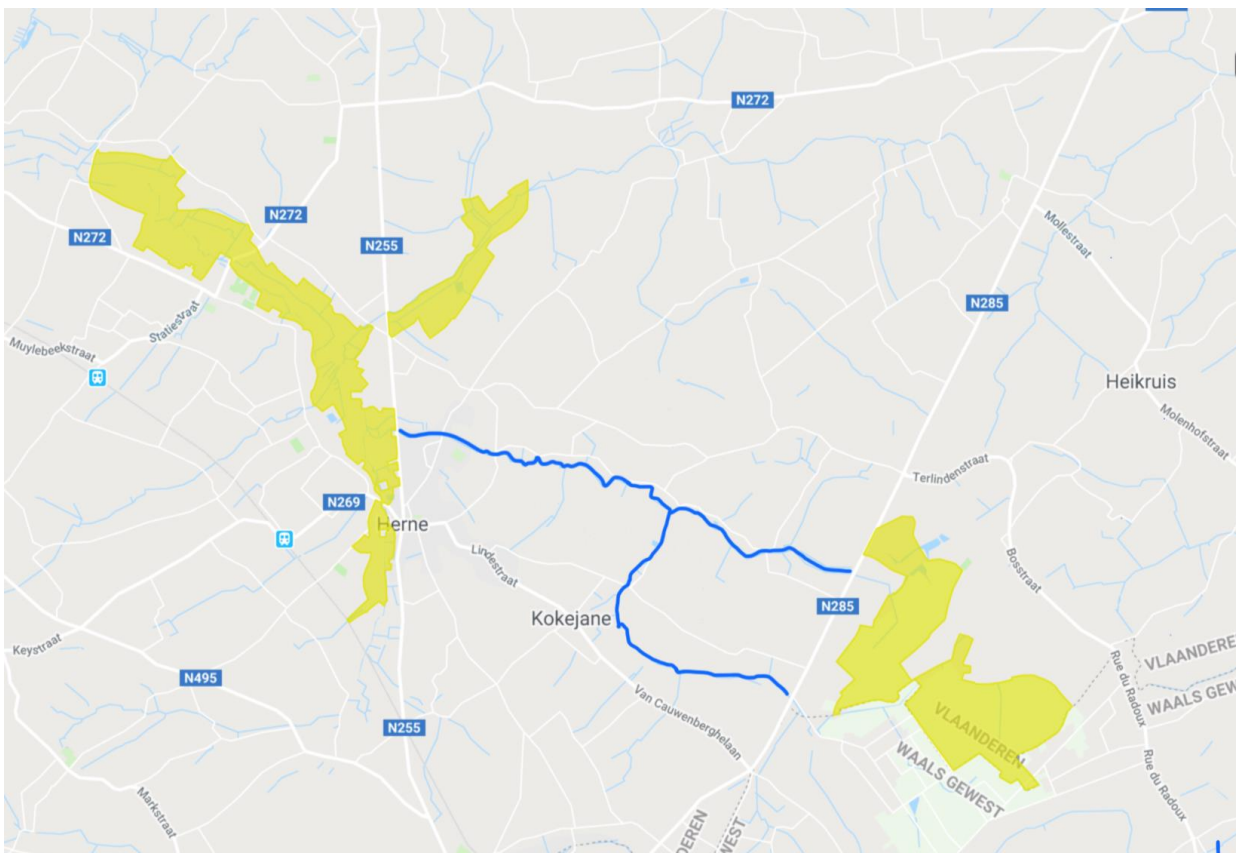 N272
N272
N272
N255
Mollestraat
N285
Statiestraat
Muylebeekstraat
Heikruis
Molenhofstraat
Terlindenstraat
N269
Herne
Lindestraat
Bosstraat
N285
Kokejane
Keystraat
VLAANDERE
Rue du Radoux
WAALS GEW
N495
Van Cauwenberghelaan
N255
VLAANDEREN
WAALS GEWEST
Rue du Radoux
Markstraat
DEREN
WEST